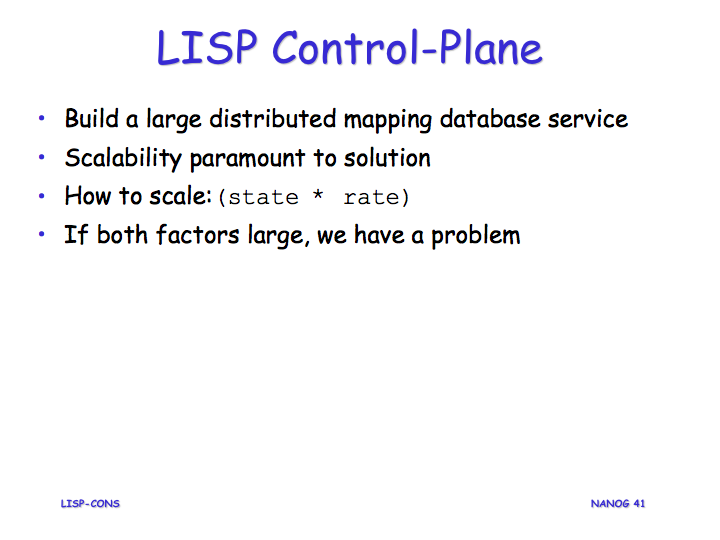 LISP Control-Plane
• Build a large distributed mapping database service
• Scalability paramount to solution
• How to scale: (state * rate)
• If both factors large, we have a problem
LISP-CONS
NANOG 41